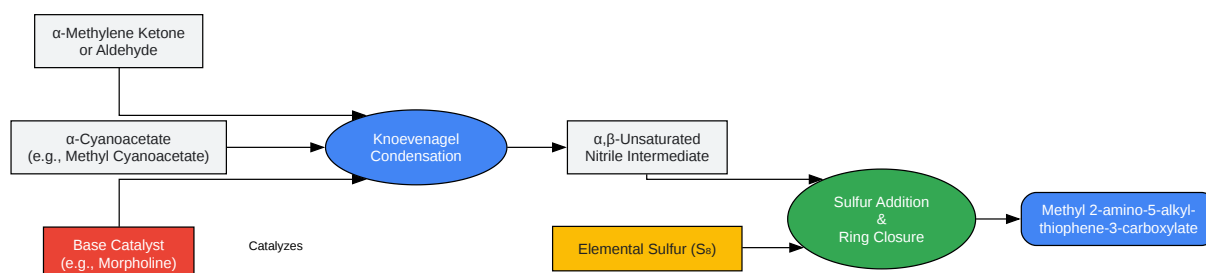 α-Methylene Ketone
or Aldehyde
α-Cyanoacetate
(e.g., Methyl Cyanoacetate)
Base Catalyst
(e.g., Morpholine)
Catalyzes
Knoevenagel
Condensation
α,β-Unsaturated
Nitrile Intermediate
Elemental Sulfur (S₈)
Sulfur Addition
&
Ring Closure
Methyl 2-amino-5-alkyl-
thiophene-3-carboxylate